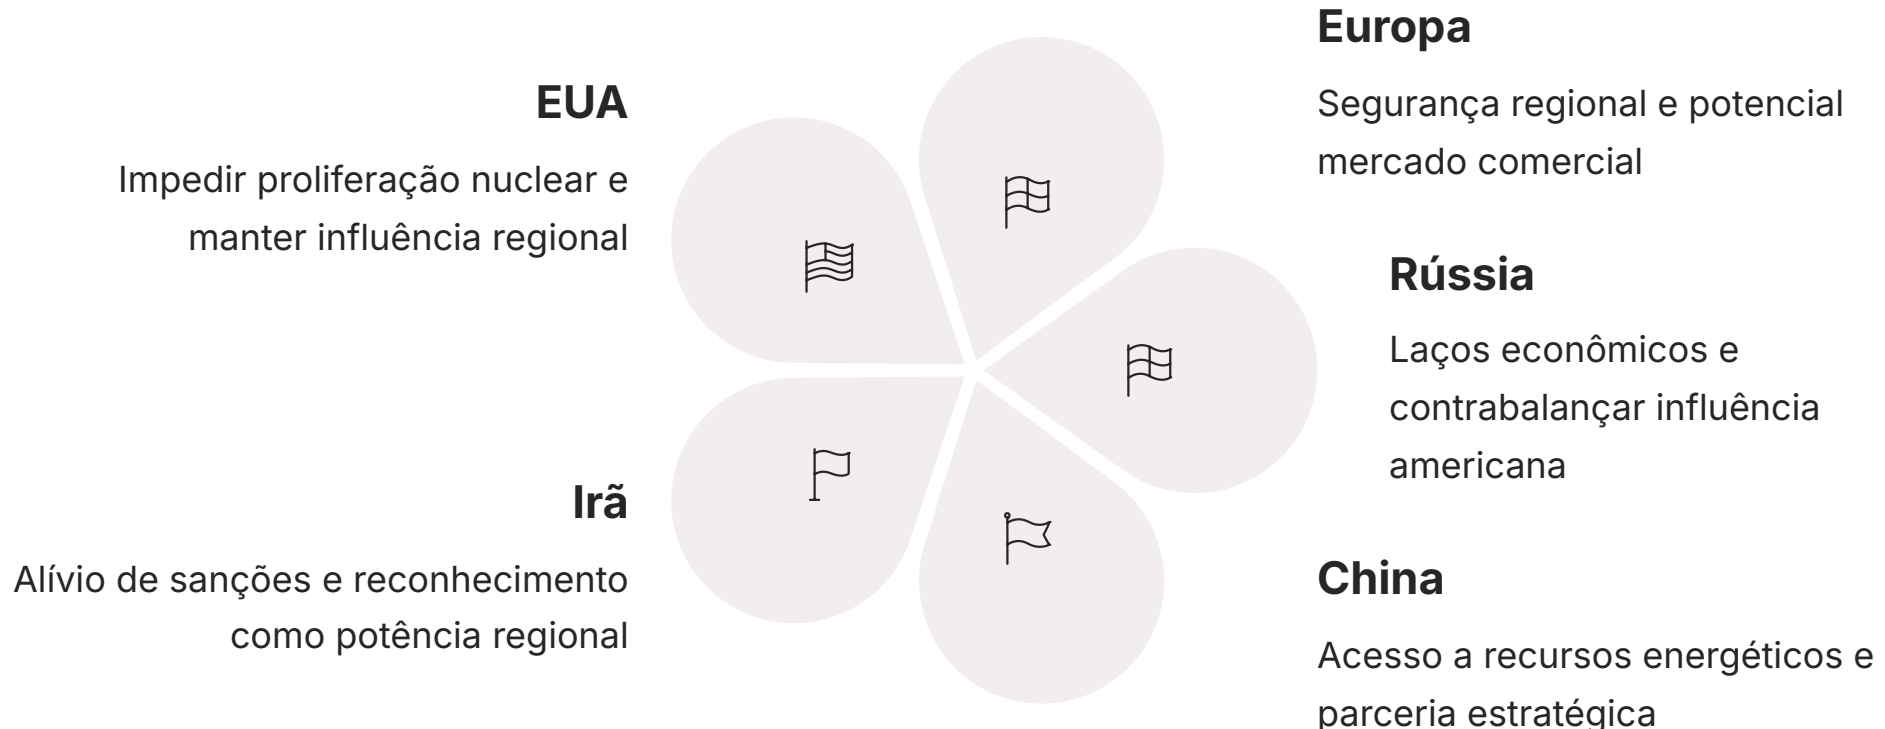 EUA
Impedir proliferação nuclear e
manter influência regional
Europa
Segurança regional e potencial
mercado comercial
Rússia
Laços econômicos e
contrabalançar influência
americana
Irã
Alívio de sanções e reconhecimento
como potência regional
China
Acesso a recursos energéticos e
parceria estratégica